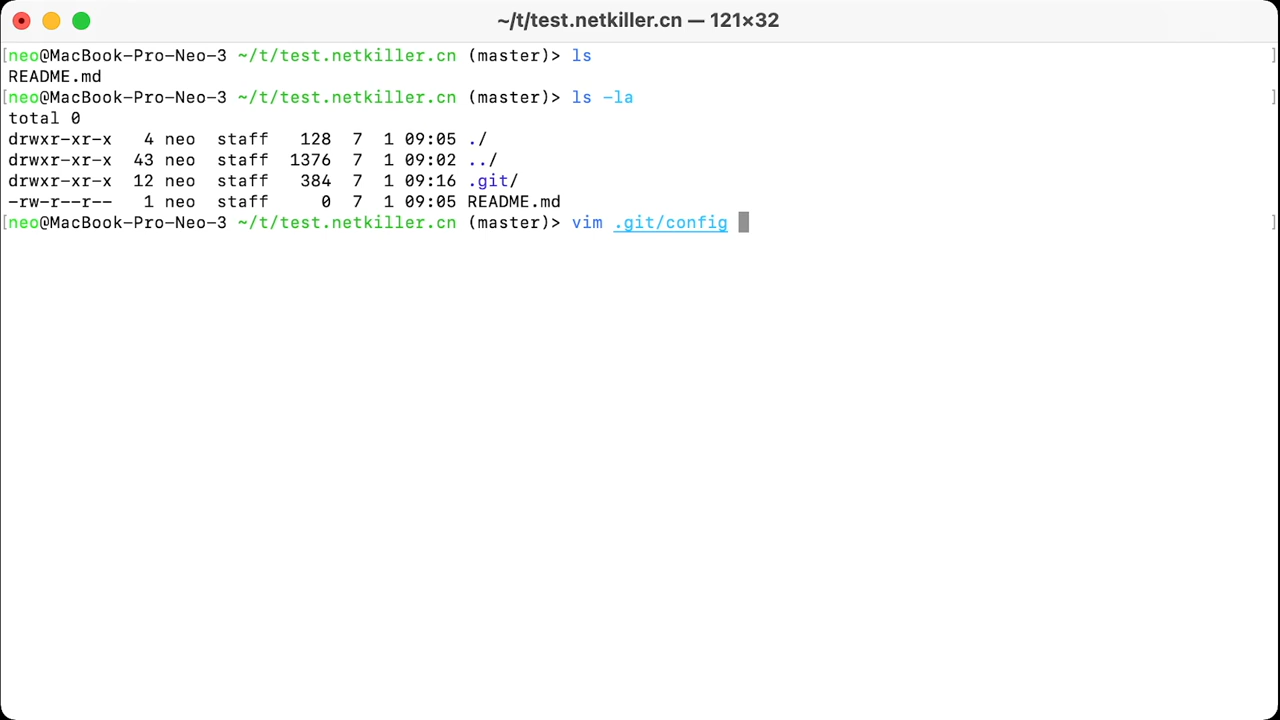 ~/t/test.netkiller.cn — 121×32
[neo@MacBook-Pro-Neo-3 ~/t/test.netkiller.cn (master)> ls ]
README.md
[neo@MacBook-Pro-Neo-3 ~/t/test.netkiller.cn (master)> ls -la ]
total 0
drwxr-xr-x   4 neo  staff   128  7  1 09:05 ./
drwxr-xr-x  43 neo  staff  1376  7  1 09:02 ../
drwxr-xr-x  12 neo  staff   384  7  1 09:16 .git/
-rw-r--r--   1 neo  staff     0  7  1 09:05 README.md
[neo@MacBook-Pro-Neo-3 ~/t/test.netkiller.cn (master)> vim .git/config ]